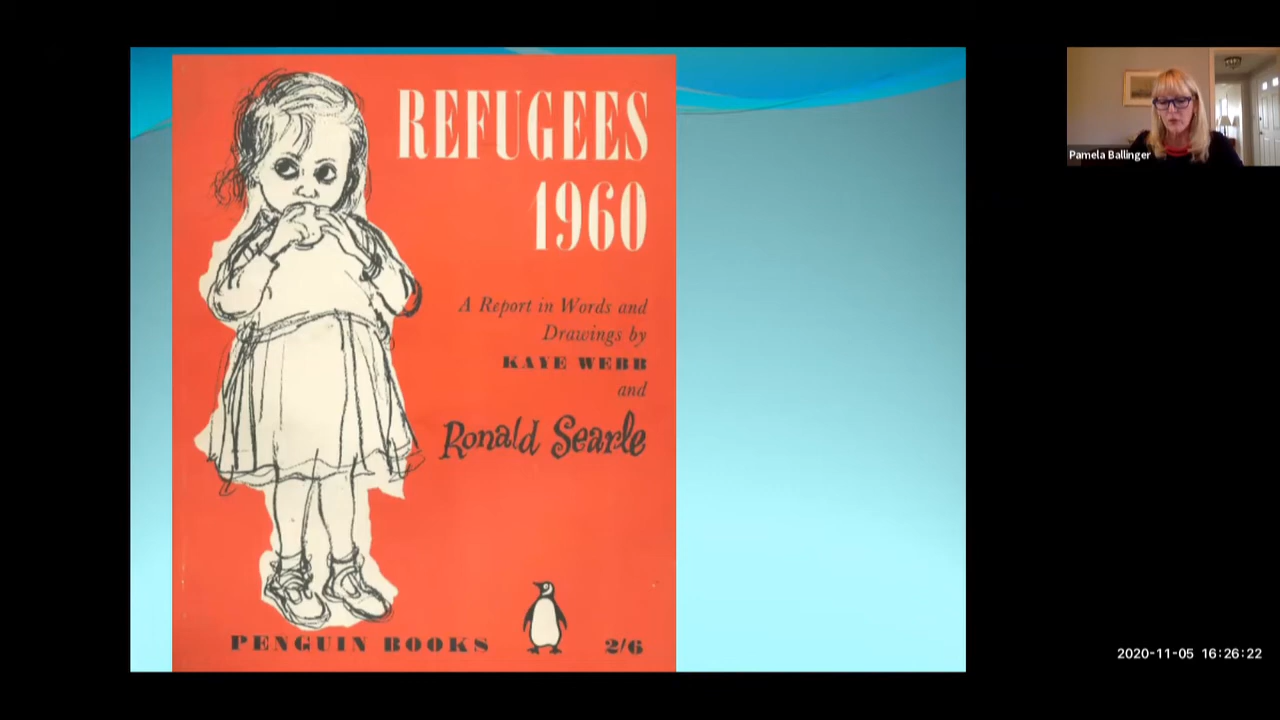 REFUGEES
1960
A Report in Words and
Drawings by
KAYE WEBB
and
Ronald Searle
PENGUIN BOOKS
2/6
Pamela Ballinger
2020-11-05 16:26:22